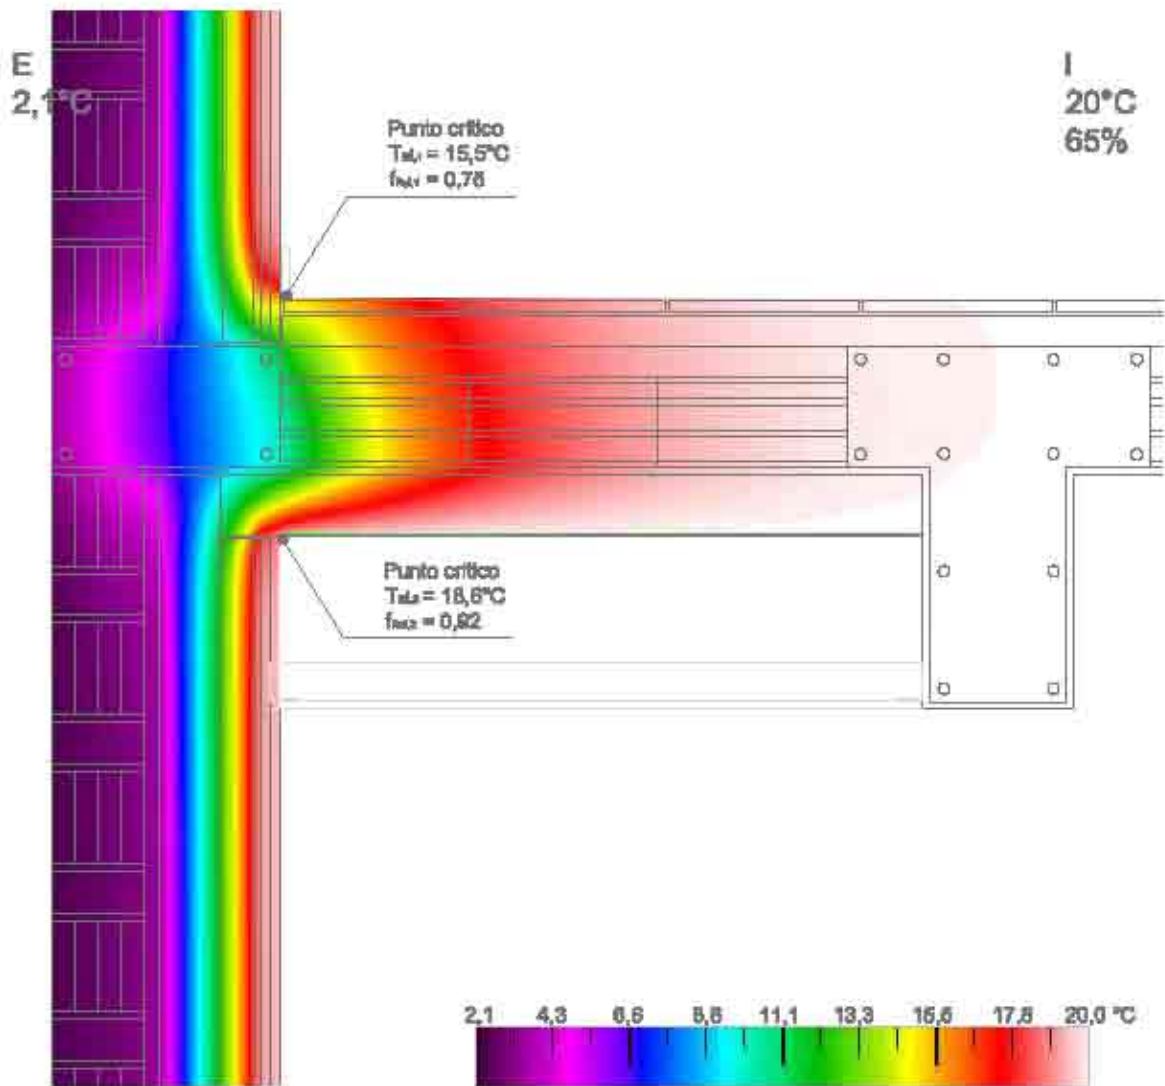 E
2,1°C
I
20°C
65%
Punto critico
Tsi,1 = 15,5°C
fRsi,1 = 0,75
Punto critico
Tsi,2 = 18,6°C
fRsi,2 = 0,92
2,1 4,3 6,6 8,8 11,1 13,3 15,5 17,8 20,0 °C